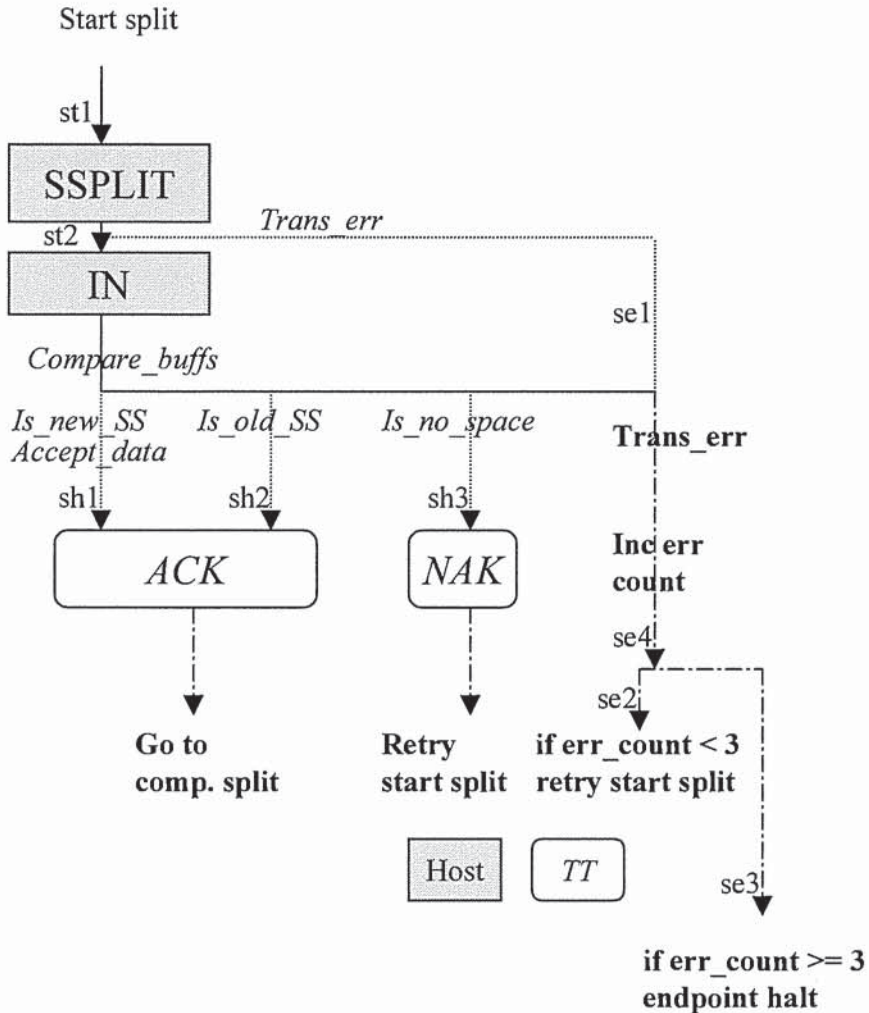 Start split
st1
SSPLIT
st2
Trans_err
IN
se1
Compare_buffs
Is_new_SS
Accept_data
Is_old_SS
Is_no_space
Trans_err
sh1
sh2
sh3
ACK
NAK
Inc err
count
se4
se2
Go to
comp. split
Retry
start split
if err_count < 3
retry start split
Host
TT
se3
if err_count >= 3
endpoint halt